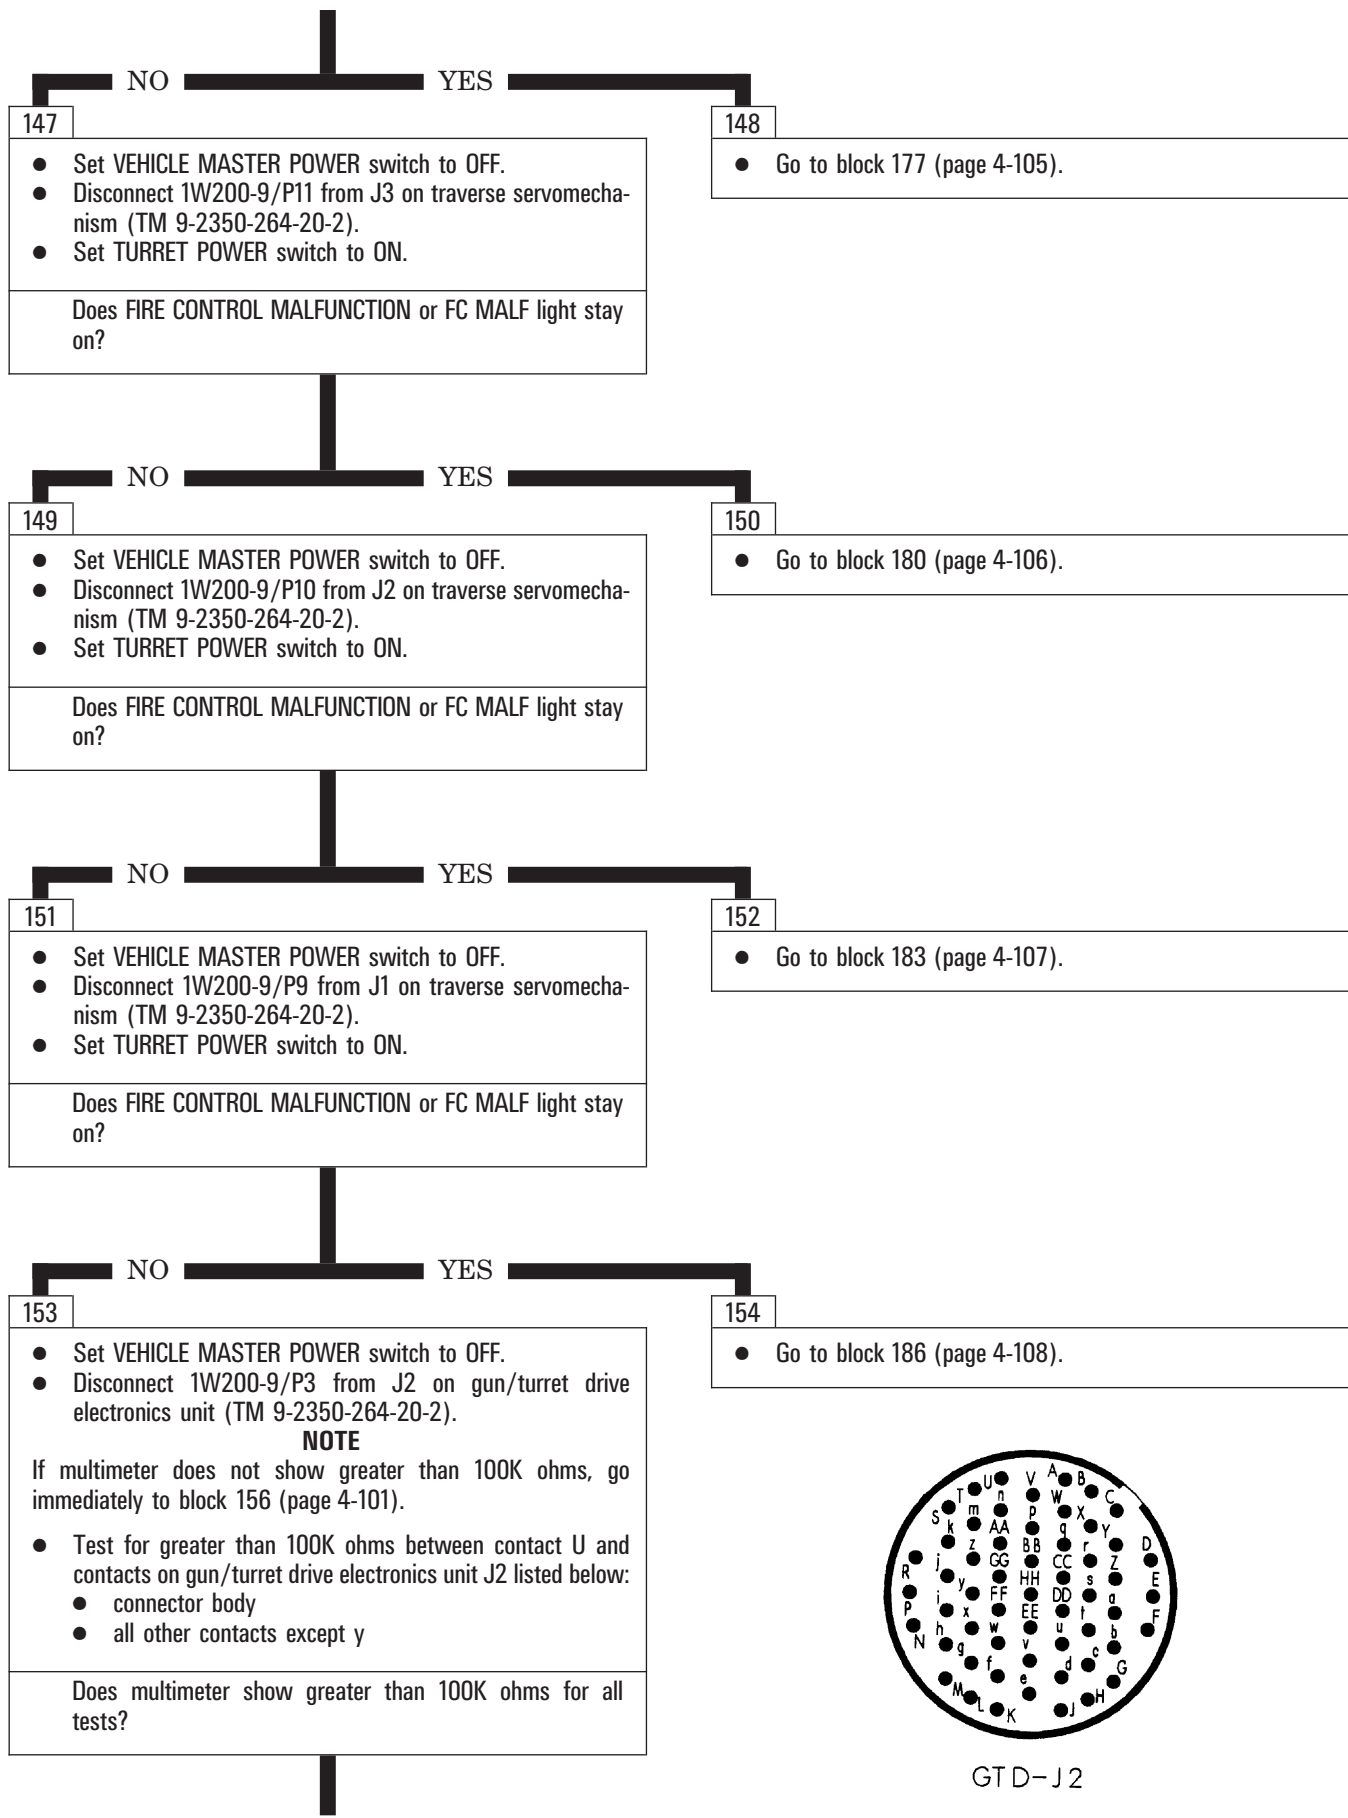 NO YES
147
● Set VEHICLE MASTER POWER switch to OFF.
● Disconnect 1W200-9/P11 from J3 on traverse servomecha-
nism (TM 9-2350-264-20-2).
● Set TURRET POWER switch to ON.
Does FIRE CONTROL MALFUNCTION or FC MALF light stay
on?
148
● Go to block 177 (page 4-105).
NO YES
149
● Set VEHICLE MASTER POWER switch to OFF.
● Disconnect 1W200-9/P10 from J2 on traverse servomecha-
nism (TM 9-2350-264-20-2).
● Set TURRET POWER switch to ON.
Does FIRE CONTROL MALFUNCTION or FC MALF light stay
on?
150
● Go to block 180 (page 4-106).
NO YES
151
● Set VEHICLE MASTER POWER switch to OFF.
● Disconnect 1W200-9/P9 from J1 on traverse servomecha-
nism (TM 9-2350-264-20-2).
● Set TURRET POWER switch to ON.
Does FIRE CONTROL MALFUNCTION or FC MALF light stay
on?
152
● Go to block 183 (page 4-107).
NO YES
153
● Set VEHICLE MASTER POWER switch to OFF.
● Disconnect 1W200-9/P3 from J2 on gun/turret drive
electronics unit (TM 9-2350-264-20-2).
NOTE
If multimeter does not show greater than 100K ohms, go
immediately to block 156 (page 4-101).
● Test for greater than 100K ohms between contact U and
contacts on gun/turret drive electronics unit J2 listed below:
● connector body
● all other contacts except y
Does multimeter show greater than 100K ohms for all
tests?
154
● Go to block 186 (page 4-108).
T U V A B
S m n p W X C
k AA q Y D
z BB r
R j GG CC Z
y HH s E
P i FF DD a
x EE t F
N h w u b
g v c
f d G
M e H
L K J
GTD-J2